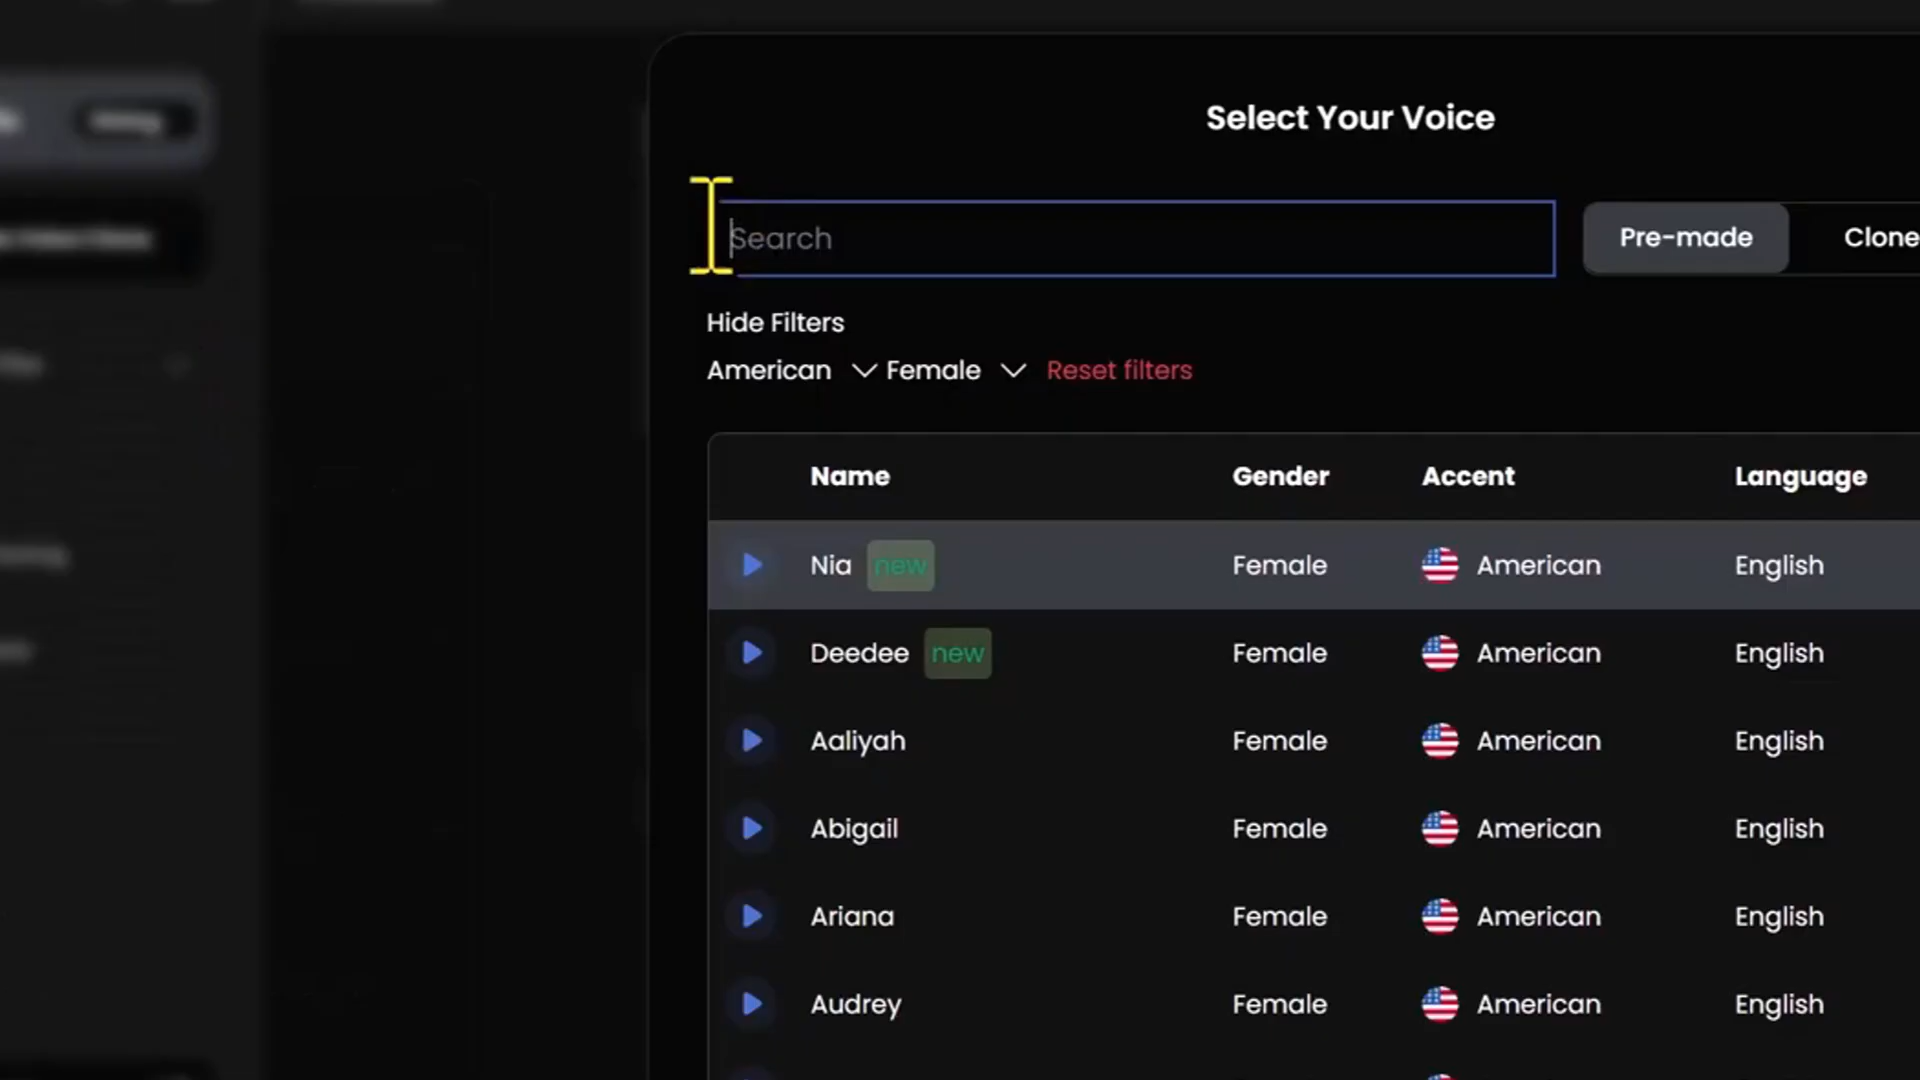 Select Your Voice
Search
Pre-made Clone
Hide Filters
American Female Reset filters
Name Gender Accent Language
Nia new Female American English
Deedee new Female American English
Aaliyah Female American English
Abigail Female American English
Ariana Female American English
Audrey Female American English